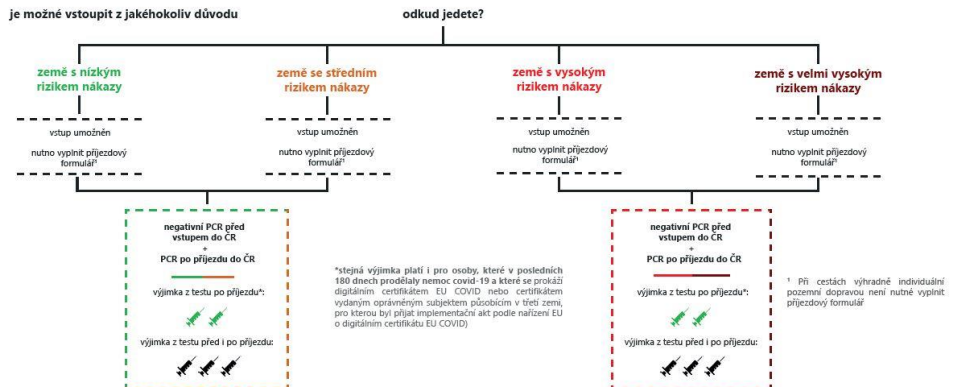 je možné vstoupit z jakéhokoliv důvodu
odkud jedete?
země s nízkým
rizikem nákazy
vstup umožněn
nutno vyplnit příjezdový
formulář¹
země se středním
rizikem nákazy
vstup umožněn
nutno vyplnit příjezdový
formulář¹
země s vysokým
rizikem nákazy
vstup umožněn
nutno vyplnit příjezdový
formulář¹
země s velmi vysokým
rizikem nákazy
vstup umožněn
nutno vyplnit příjezdový
formulář¹
negativní PCR před
vstupem do ČR
+
PCR po příjezdu do ČR
výjimka z testu po příjezdu*:
výjimka z testu před i po příjezdu:
*stejná výjimka platí i pro osoby, které v posledních
180 dnech prodělaly nemoc covid-19 a které se prokáží
digitálním certifikátem EU COVID nebo certifikátem
vydaným oprávněným subjektem působícím v třetí zemi,
pro kterou byl přijat implementační akt podle nařízení EU
o digitálním certifikátu EU COVID)
negativní PCR před
vstupem do ČR
+
PCR po příjezdu do ČR
výjimka z testu po příjezdu*:
výjimka z testu před i po příjezdu:
¹ Při cestách výhradně individuální
pozemní dopravou není nutné vyplnit
příjezdový formulář